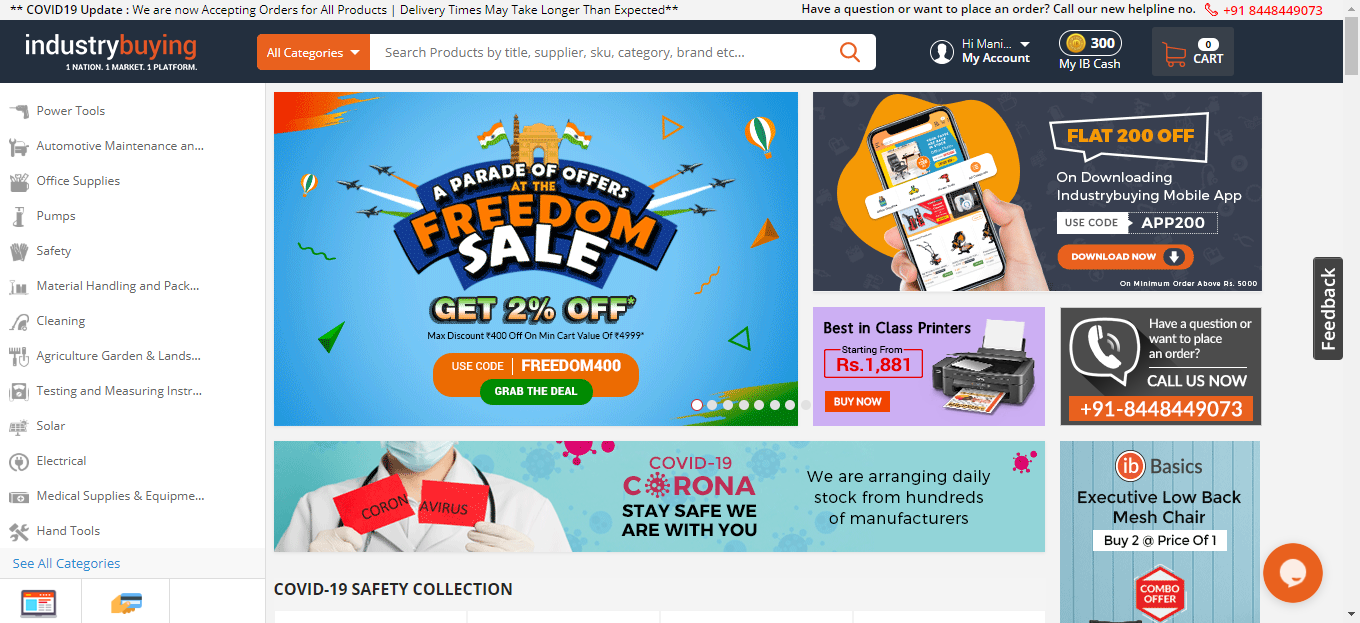 ** COVID19 Update : We are now Accepting Orders for All Products | Delivery Times May Take Longer Than Expected**
Have a question or want to place an order? Call our new helpline no. +91 8448449073
industrybuying
1 NATION. 1 MARKET. 1 PLATFORM.
All Categories
Search Products by title, supplier, sku, category, brand etc...
Hi Mani...
My Account
300
My IB Cash
0
CART
Power Tools
Automotive Maintenance an...
Office Supplies
Pumps
Safety
Material Handling and Pack...
Cleaning
Agriculture Garden & Lands...
Testing and Measuring Instr...
Solar
Electrical
Medical Supplies & Equipme...
Hand Tools
See All Categories
A PARADE OF OFFERS
AT THE
FREEDOM
SALE
GET 2% OFF*
Max Discount ₹400 Off On Min Cart Value Of ₹4999*
USE CODE | FREEDOM400
GRAB THE DEAL
FLAT 200 OFF
On Downloading
Industrybuying Mobile App
USE CODE APP200
DOWNLOAD NOW
On Minimum Order Above Rs. 5000
Best in Class Printers
Starting From
Rs.1,881
BUY NOW
Have a question or
want to place
an order?
CALL US NOW
+91-8448449073
Feedback
CORON AVIRUS
COVID-19
CORONA
STAY SAFE WE
ARE WITH YOU
We are arranging daily
stock from hundreds
of manufacturers
ib Basics
Executive Low Back
Mesh Chair
Buy 2 @ Price Of 1
COMBO
OFFER
COVID-19 SAFETY COLLECTION